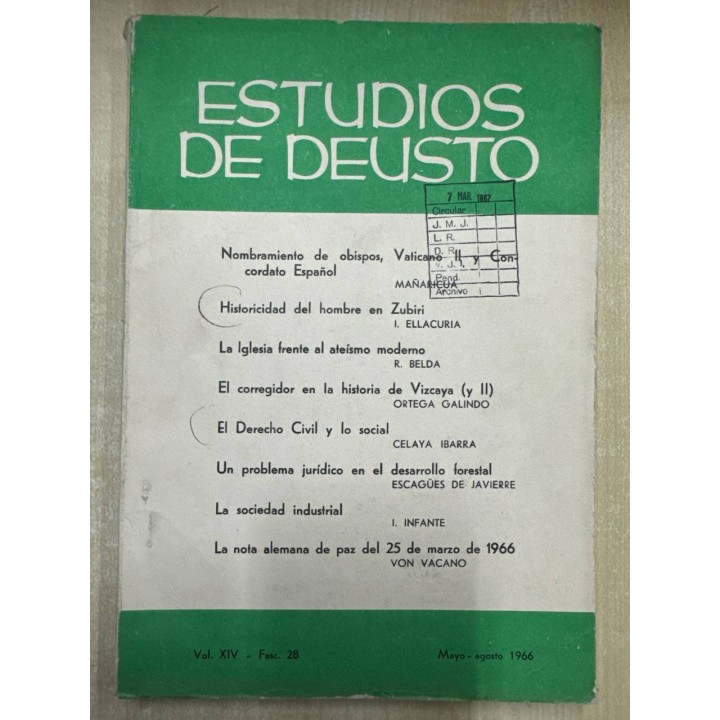 ESTUDIOS
DE DEUSTO
7 MAR. 1967
Circular
J. M. J.
L. R.
D. R.
V. J. I.
Pend.
Archivo
Nombramiento de obispos, Vaticano II y Con-
cordato Español
MAÑARICUA
Historicidad del hombre en Zubiri
I. ELLACURIA
La Iglesia frente al ateísmo moderno
R. BELDA
El corregidor en la historia de Vizcaya (y II)
ORTEGA GALINDO
El Derecho Civil y lo social
CELAYA IBARRA
Un problema jurídico en el desarrollo forestal
ESCAGÜES DE JAVIERRE
La sociedad industrial
I. INFANTE
La nota alemana de paz del 25 de marzo de 1966
VON VACANO
Vol. XIV - Fasc. 28
Mayo - agosto 1966